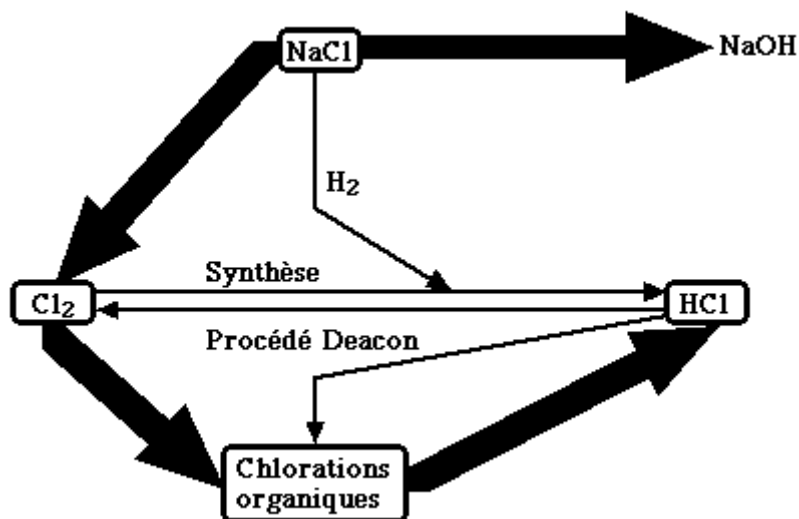 NaCl
NaOH
H2
Synthèse
Cl2
HCl
Procédé Deacon
Chlorations
organiques